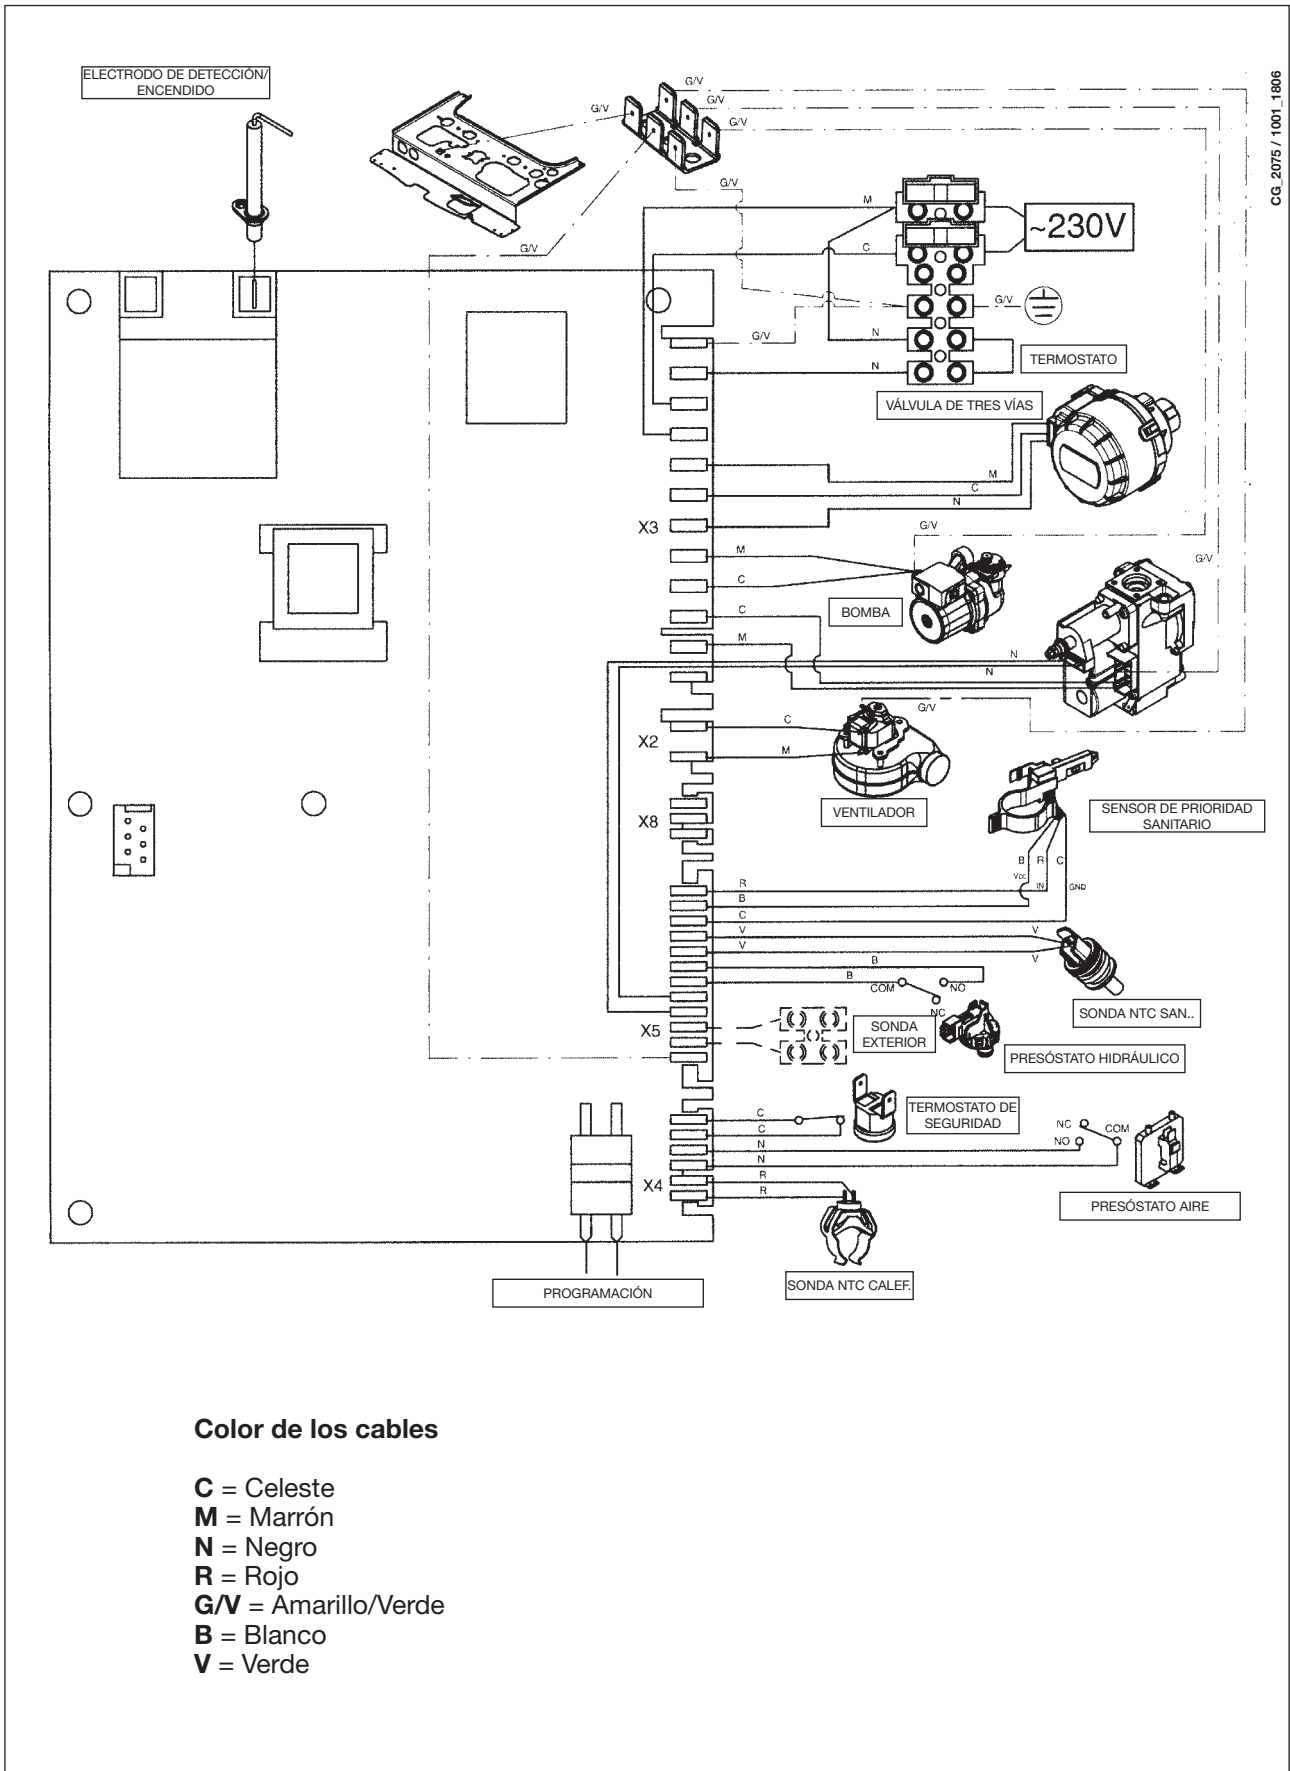 ELECTRODO DE DETECCIÓN/
ENCENDIDO
CG_2075 / 1001_1806
G/V
G/V
G/V
G/V
G/V
G/V
M
~230V
C
G/V
G/V
N
TERMOSTATO
N
VÁLVULA DE TRES VÍAS
M
C
N
X3
G/V
M
G/V
C
BOMBA
C
M
N
N
G/V
C
X2
M
VENTILADOR
SENSOR DE PRIORIDAD
SANITARIO
X8
B R C
VDC
IN
GND
R
B
C
V
V
V
V
B
B
COM
NO
NC
SONDA NTC SAN..
X5
SONDA
EXTERIOR
PRESÓSTATO HIDRÁULICO
C
C
TERMOSTATO DE
SEGURIDAD
NC
COM
NO
N
N
R
X4
R
PRESÓSTATO AIRE
SONDA NTC CALEF.
PROGRAMACIÓN
Color de los cables
C = Celeste
M = Marrón
N = Negro
R = Rojo
G/V = Amarillo/Verde
B = Blanco
V = Verde